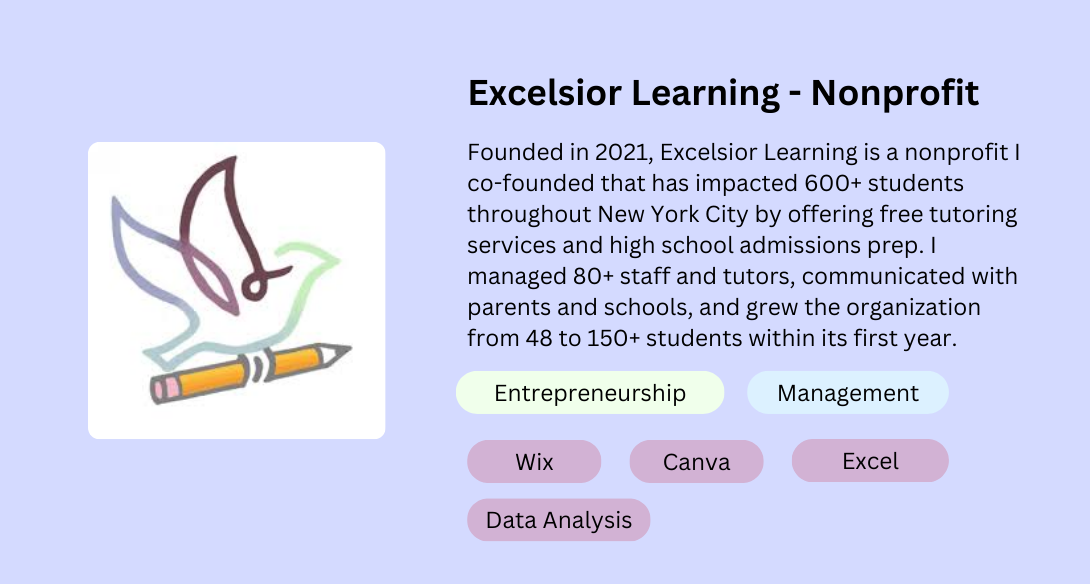 Excelsior Learning - Nonprofit
Founded in 2021, Excelsior Learning is a nonprofit I
co-founded that has impacted 600+ students
throughout New York City by offering free tutoring
services and high school admissions prep. I
managed 80+ staff and tutors, communicated with
parents and schools, and grew the organization
from 48 to 150+ students within its first year.
Entrepreneurship Management
Wix Canva Excel
Data Analysis